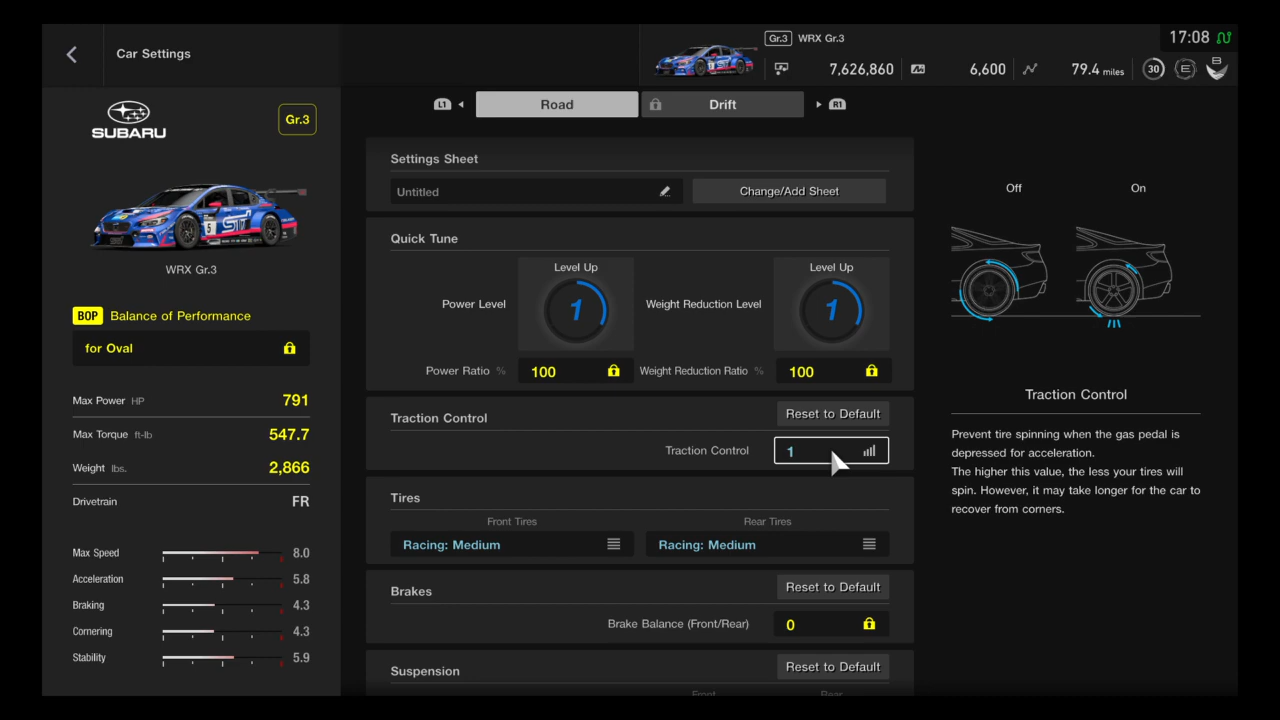 Car Settings
Gr.3 WRX Gr.3
17:08
7,626,860
6,600
79.4 miles
30
E
B
SUBARU
Gr.3
WRX Gr.3
BOP Balance of Performance
for Oval
Max Power HP 791
Max Torque ft-lb 547.7
Weight lbs. 2,866
Drivetrain FR
Max Speed 8.0
Acceleration 5.8
Braking 4.3
Cornering 4.3
Stability 5.9
L1 Road Drift R1
Settings Sheet
Untitled Change/Add Sheet
Quick Tune
Level Up Level Up
Power Level 1 Weight Reduction Level 1
Power Ratio % 100 Weight Reduction Ratio % 100
Traction Control Reset to Default
Traction Control 1
Tires
Front Tires Rear Tires
Racing: Medium Racing: Medium
Brakes Reset to Default
Brake Balance (Front/Rear) 0
Suspension Reset to Default
Front Rear
Off On
Traction Control
Prevent tire spinning when the gas pedal is
depressed for acceleration.
The higher this value, the less your tires will
spin. However, it may take longer for the car to
recover from corners.